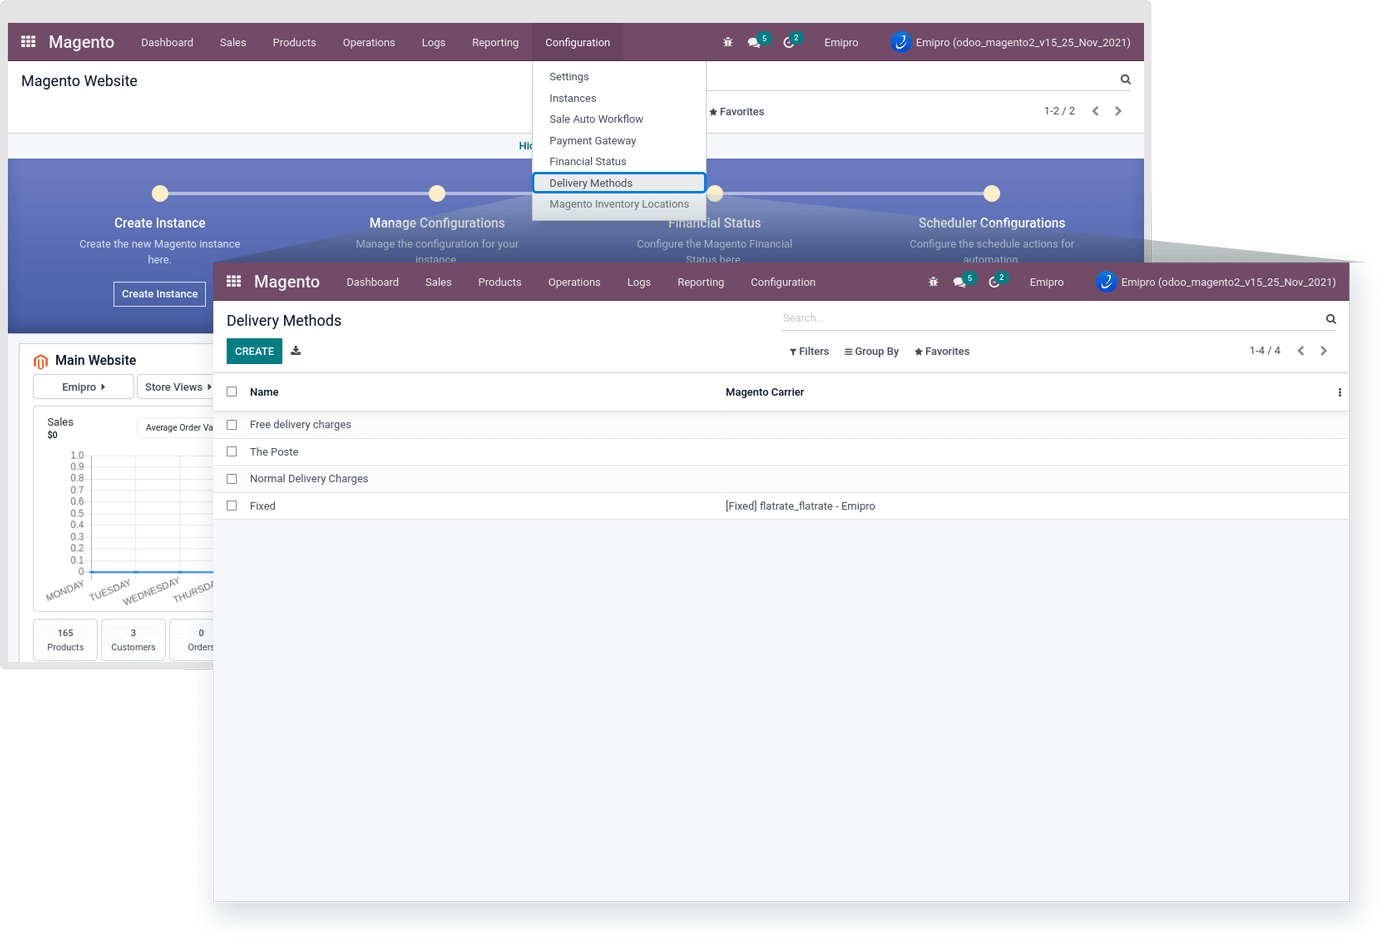 Magento Dashboard Sales Products Operations Logs Reporting Configuration 5 2 Emipro Emipro (odoo_magento2_v15_25_Nov_2021)
Magento Website
Settings
Instances
Sale Auto Workflow
Payment Gateway
Financial Status
Delivery Methods
Magento Inventory Locations
Favorites 1-2 / 2
Create Instance
Create the new Magento instance
here.
Create Instance
Manage Configurations
Manage the configuration for your
instance
Financial Status
Configure the Magento Financial
Status here
Scheduler Configurations
Configure the schedule actions for
automation
Main Website
Emipro Store Views
Sales
$0
Average Order Va
1.0
0.9
0.8
0.7
0.6
0.5
0.4
0.3
0.2
0.1
0
MONDAY TUESDAY WEDNESDAY THURSDA
165 3 0
Products Customers Orders
Magento Dashboard Sales Products Operations Logs Reporting Configuration 5 2 Emipro Emipro (odoo_magento2_v15_25_Nov_2021)
Delivery Methods Search...
CREATE Filters Group By Favorites 1-4 / 4
Name Magento Carrier
Free delivery charges
The Poste
Normal Delivery Charges
Fixed [Fixed] flatrate_flatrate - Emipro